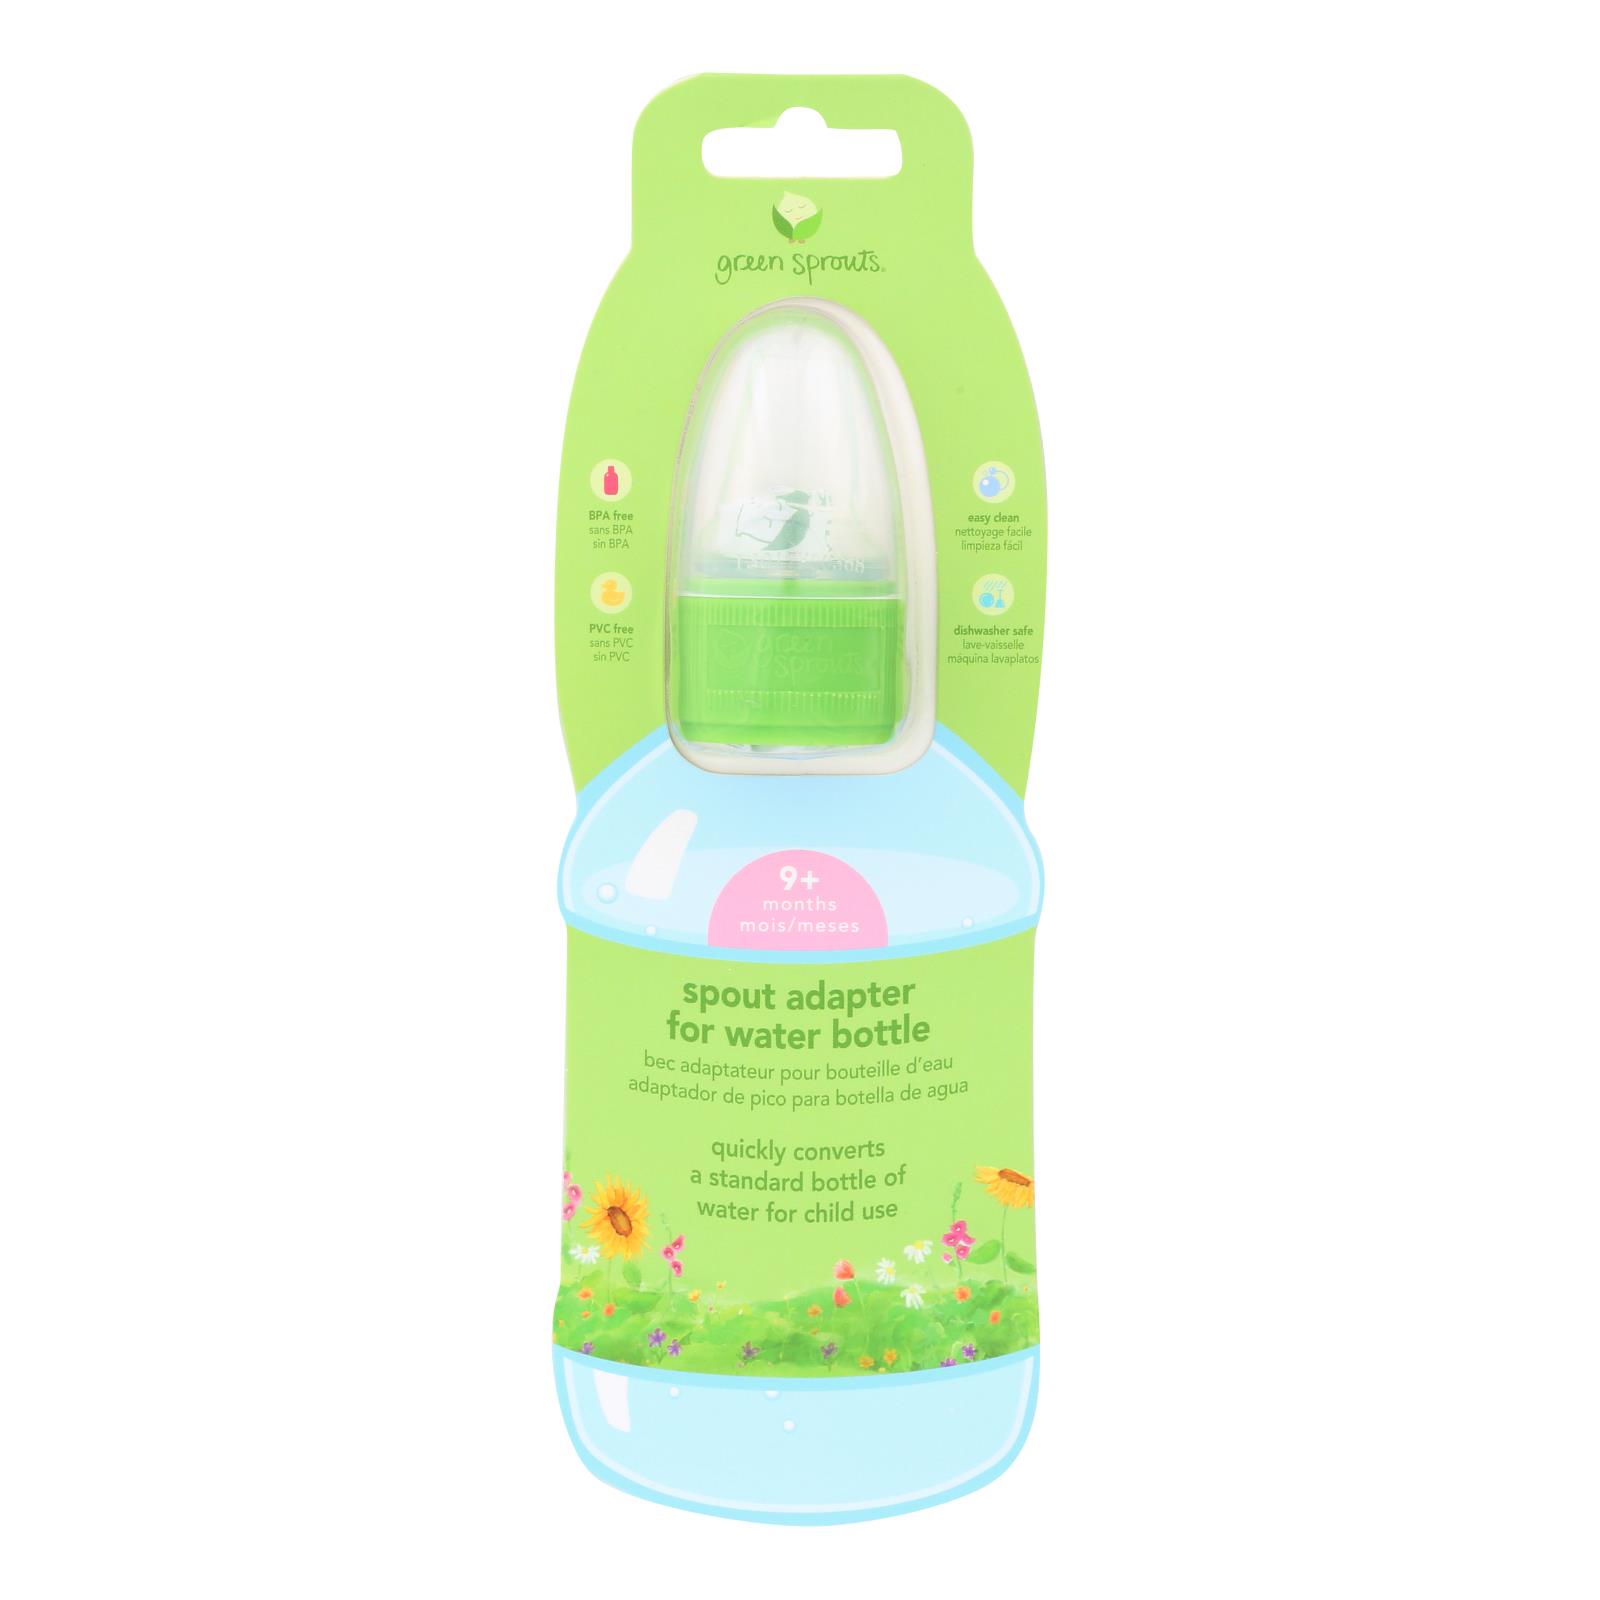 green sprouts®
BPA free
sans BPA
sin BPA
PVC free
sans PVC
sin PVC
easy clean
nettoyage facile
limpieza fácil
dishwasher safe
lave-vaisselle
máquina lavaplatos
green
sprouts
9+
months
mois/meses
spout adapter
for water bottle
bec adaptateur pour bouteille d'eau
adaptador de pico para botella de agua
quickly converts
a standard bottle of
water for child use